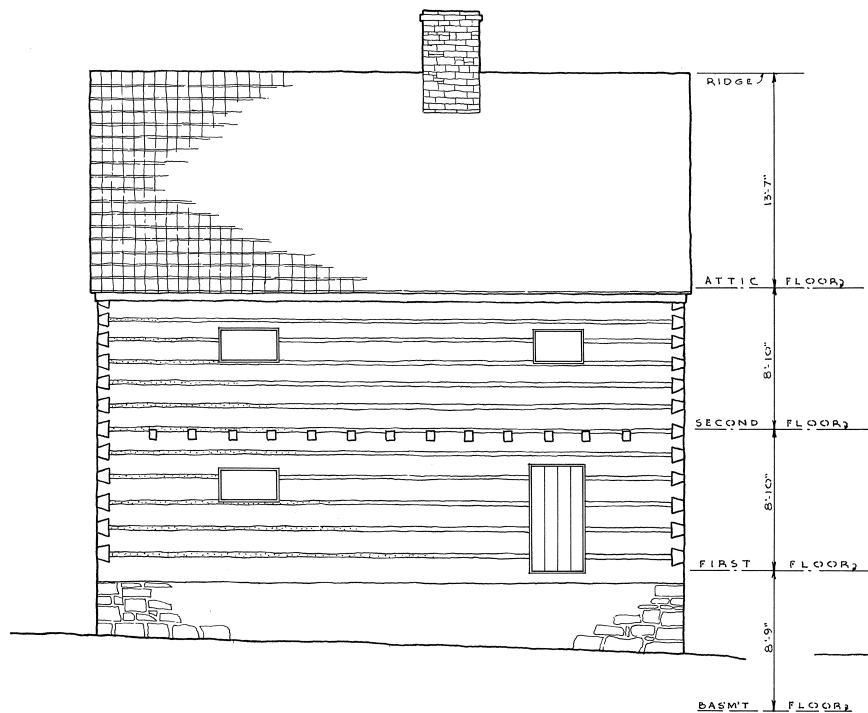 RIDGE
13'-7"
ATTIC FLOOR
8'-10"
SECOND FLOOR
8'-10"
FIRST FLOOR
8'-9"
BASM'T FLOOR